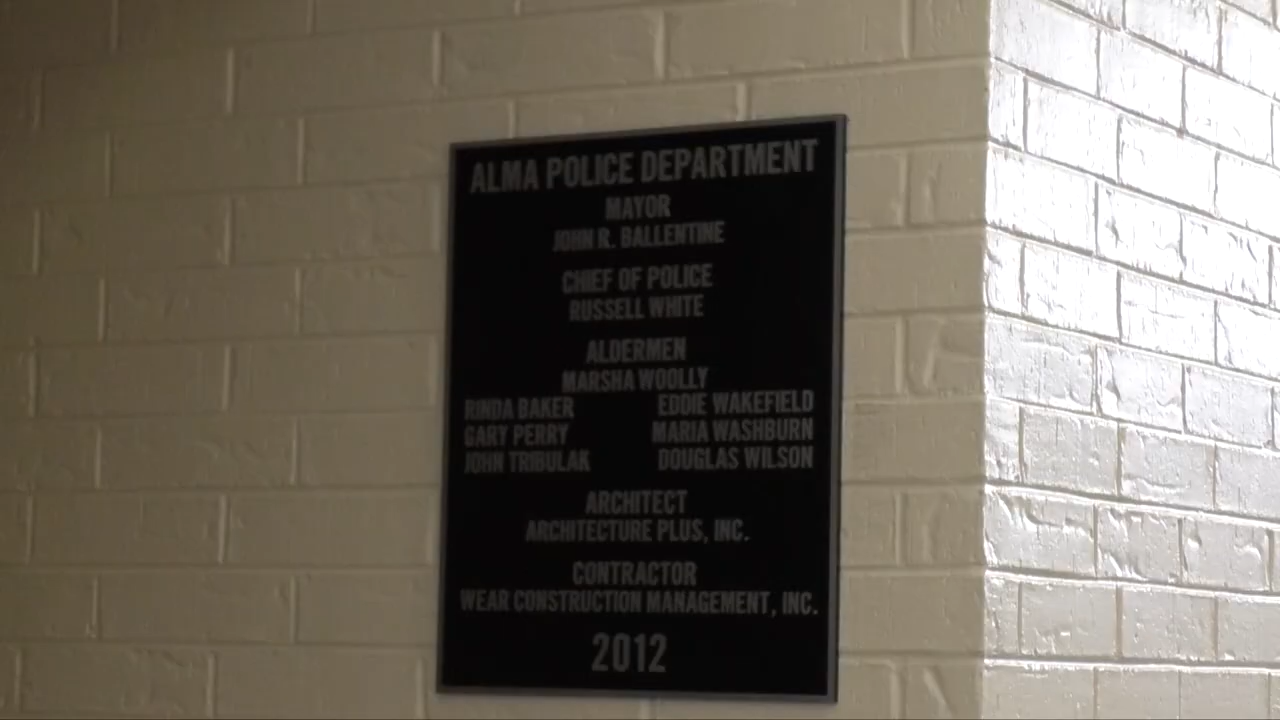 ALMA POLICE DEPARTMENT
MAYOR
JOHN R. BALLENTINE
CHIEF OF POLICE
RUSSELL WHITE
ALDERMEN
MARSHA WOOLLY
RINDA BAKER EDDIE WAKEFIELD
GARY PERRY MARIA WASHBURN
JOHN TRIBULAK DOUGLAS WILSON
ARCHITECT
ARCHITECTURE PLUS, INC.
CONTRACTOR
WEAR CONSTRUCTION MANAGEMENT, INC.
2012